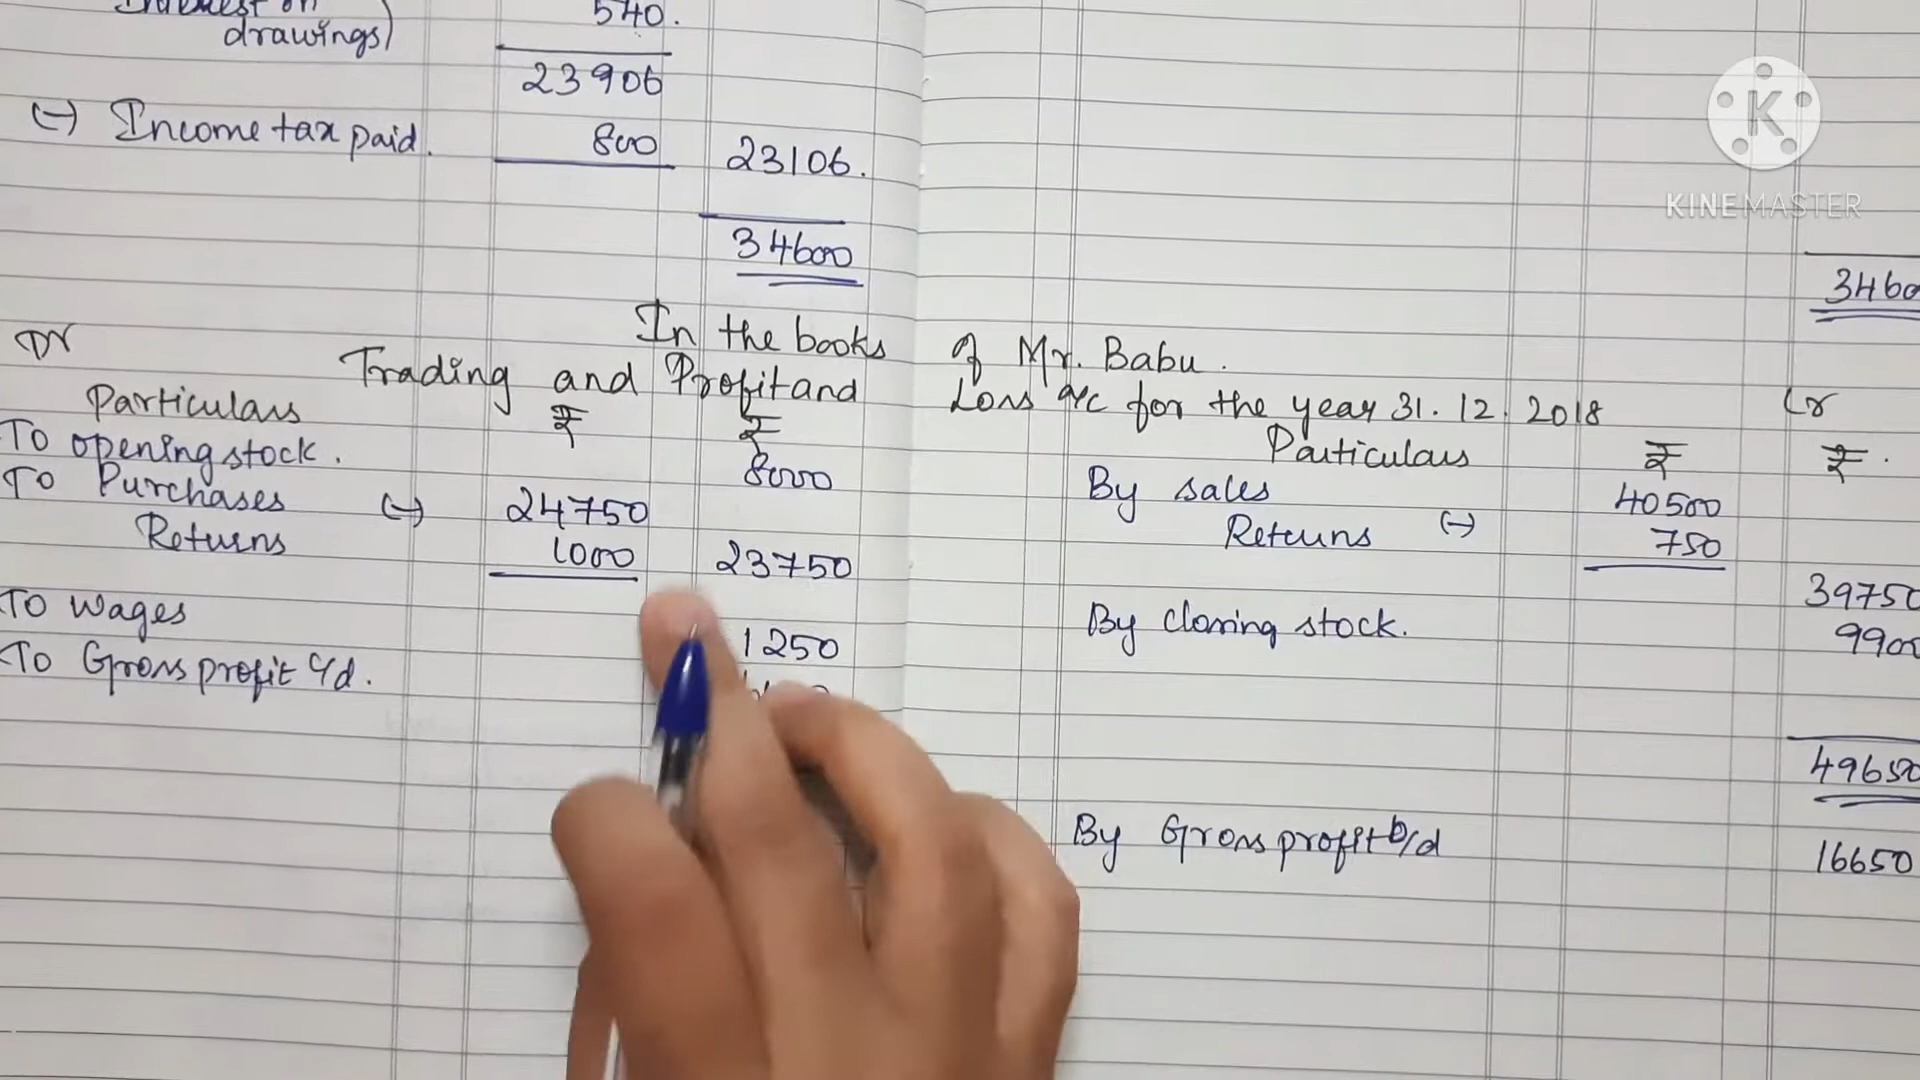 drawings) 540.
23906
(-) Income tax paid. 800 23106.
34600
3460
In the books of Mr. Babu.
Dr Trading and Profit and Loss a/c for the year 31.12.2018 Cr
Particulars ₹ ₹ Particulars ₹ ₹.
To opening stock. 8000 By sales 40500
To Purchases 24750 Returns (-) 750
(-) Returns 1000 23750 39750
To Wages 1250 By closing stock. 9900
To Gross profit c/d.
49650
By Gross profit b/d 16650
K
KINEMASTER